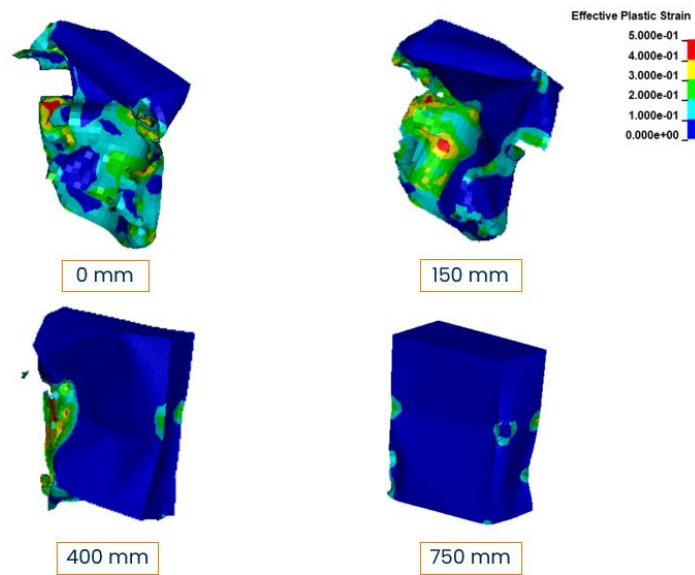 Effective Plastic Strain
5.000e-01
4.000e-01
3.000e-01
2.000e-01
1.000e-01
0.000e+00
0 mm
150 mm
400 mm
750 mm